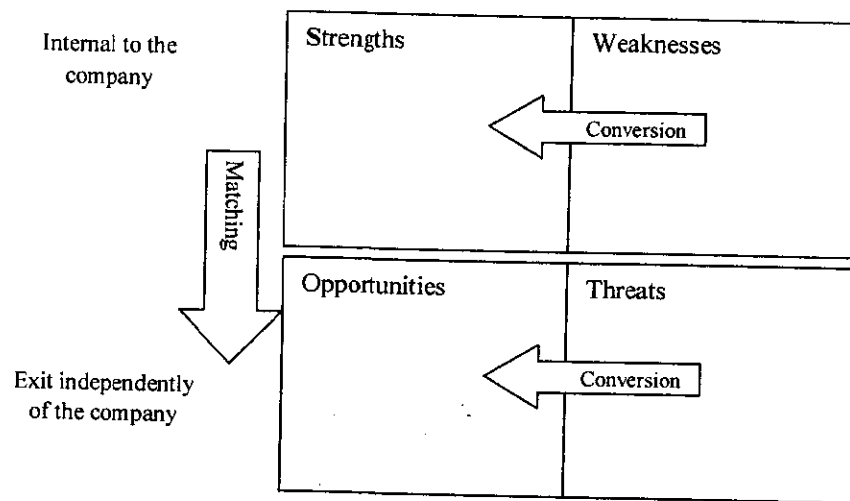 Internal to the
company
Strengths
Weaknesses
Conversion
Matching
Opportunities
Threats
Conversion
Exit independently
of the company